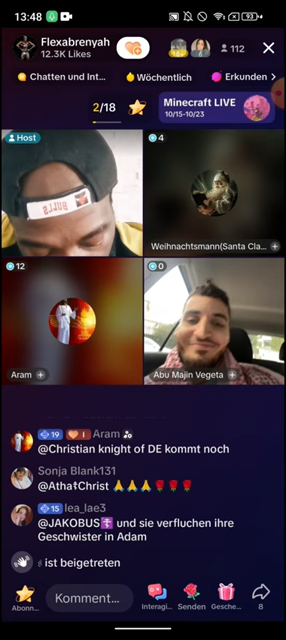 13:48
93
Flexabrenyah
12.3K Likes
112
Chatten und Int...
Wöchentlich
Erkunden
2/18
Minecraft LIVE
10/15-10/23
Host
4
BULLS
Weihnachtsmann(Santa Cla...
12
0
Aram
Abu Majin Vegeta
19 I Aram
@Christian knight of DE kommt noch
Sonja Blank131
@Atha†Christ 🙏🙏🙏🌹🌹🌹
15 lea_lae3
@JAKOBUS✝️ und sie verfluchen ihre
Geschwister in Adam
ist beigetreten
Abonn...
Komment...
Interagi...
Senden
Gesche...
8